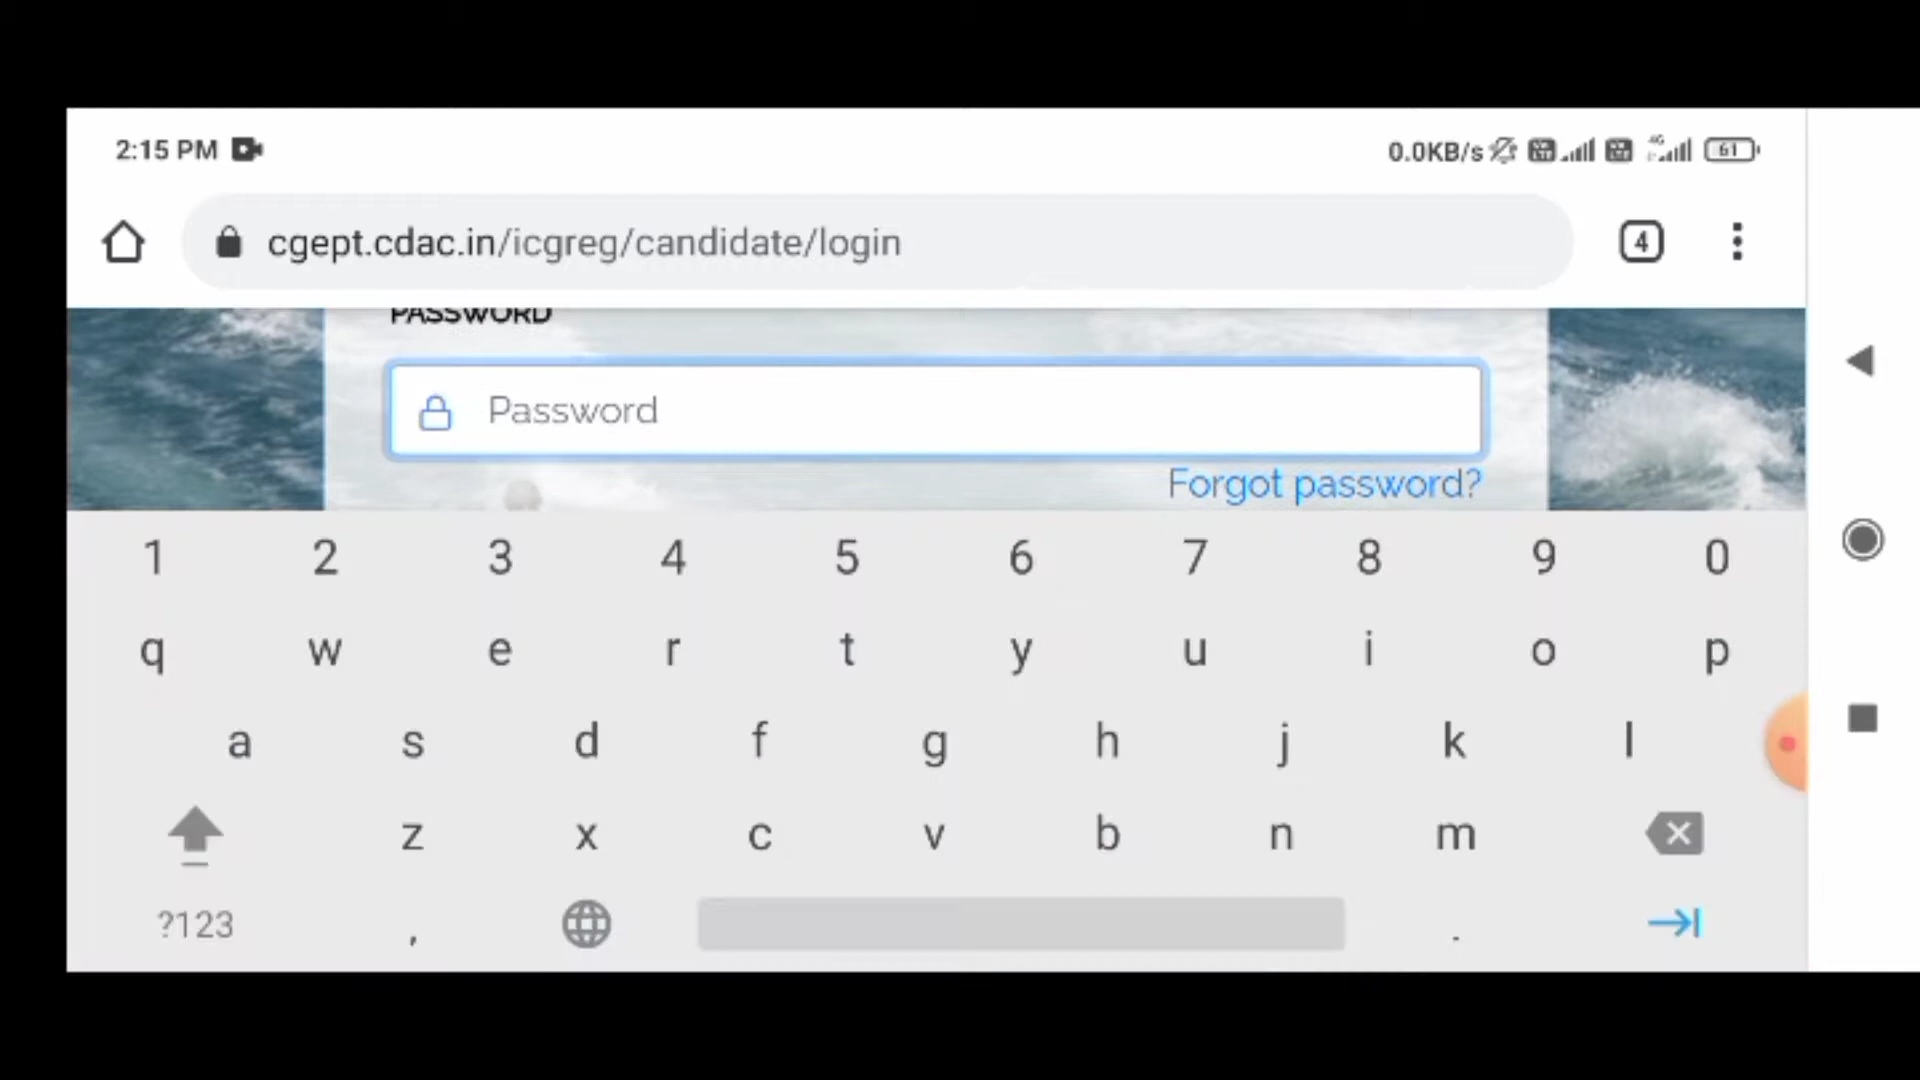 2:15 PM 0.0KB/s 4G 61
cgept.cdac.in/icgreg/candidate/login 4
PASSWORD
Password
Forgot password?
1 2 3 4 5 6 7 8 9 0
q w e r t y u i o p
a s d f g h j k l
z x c v b n m
?123 , .